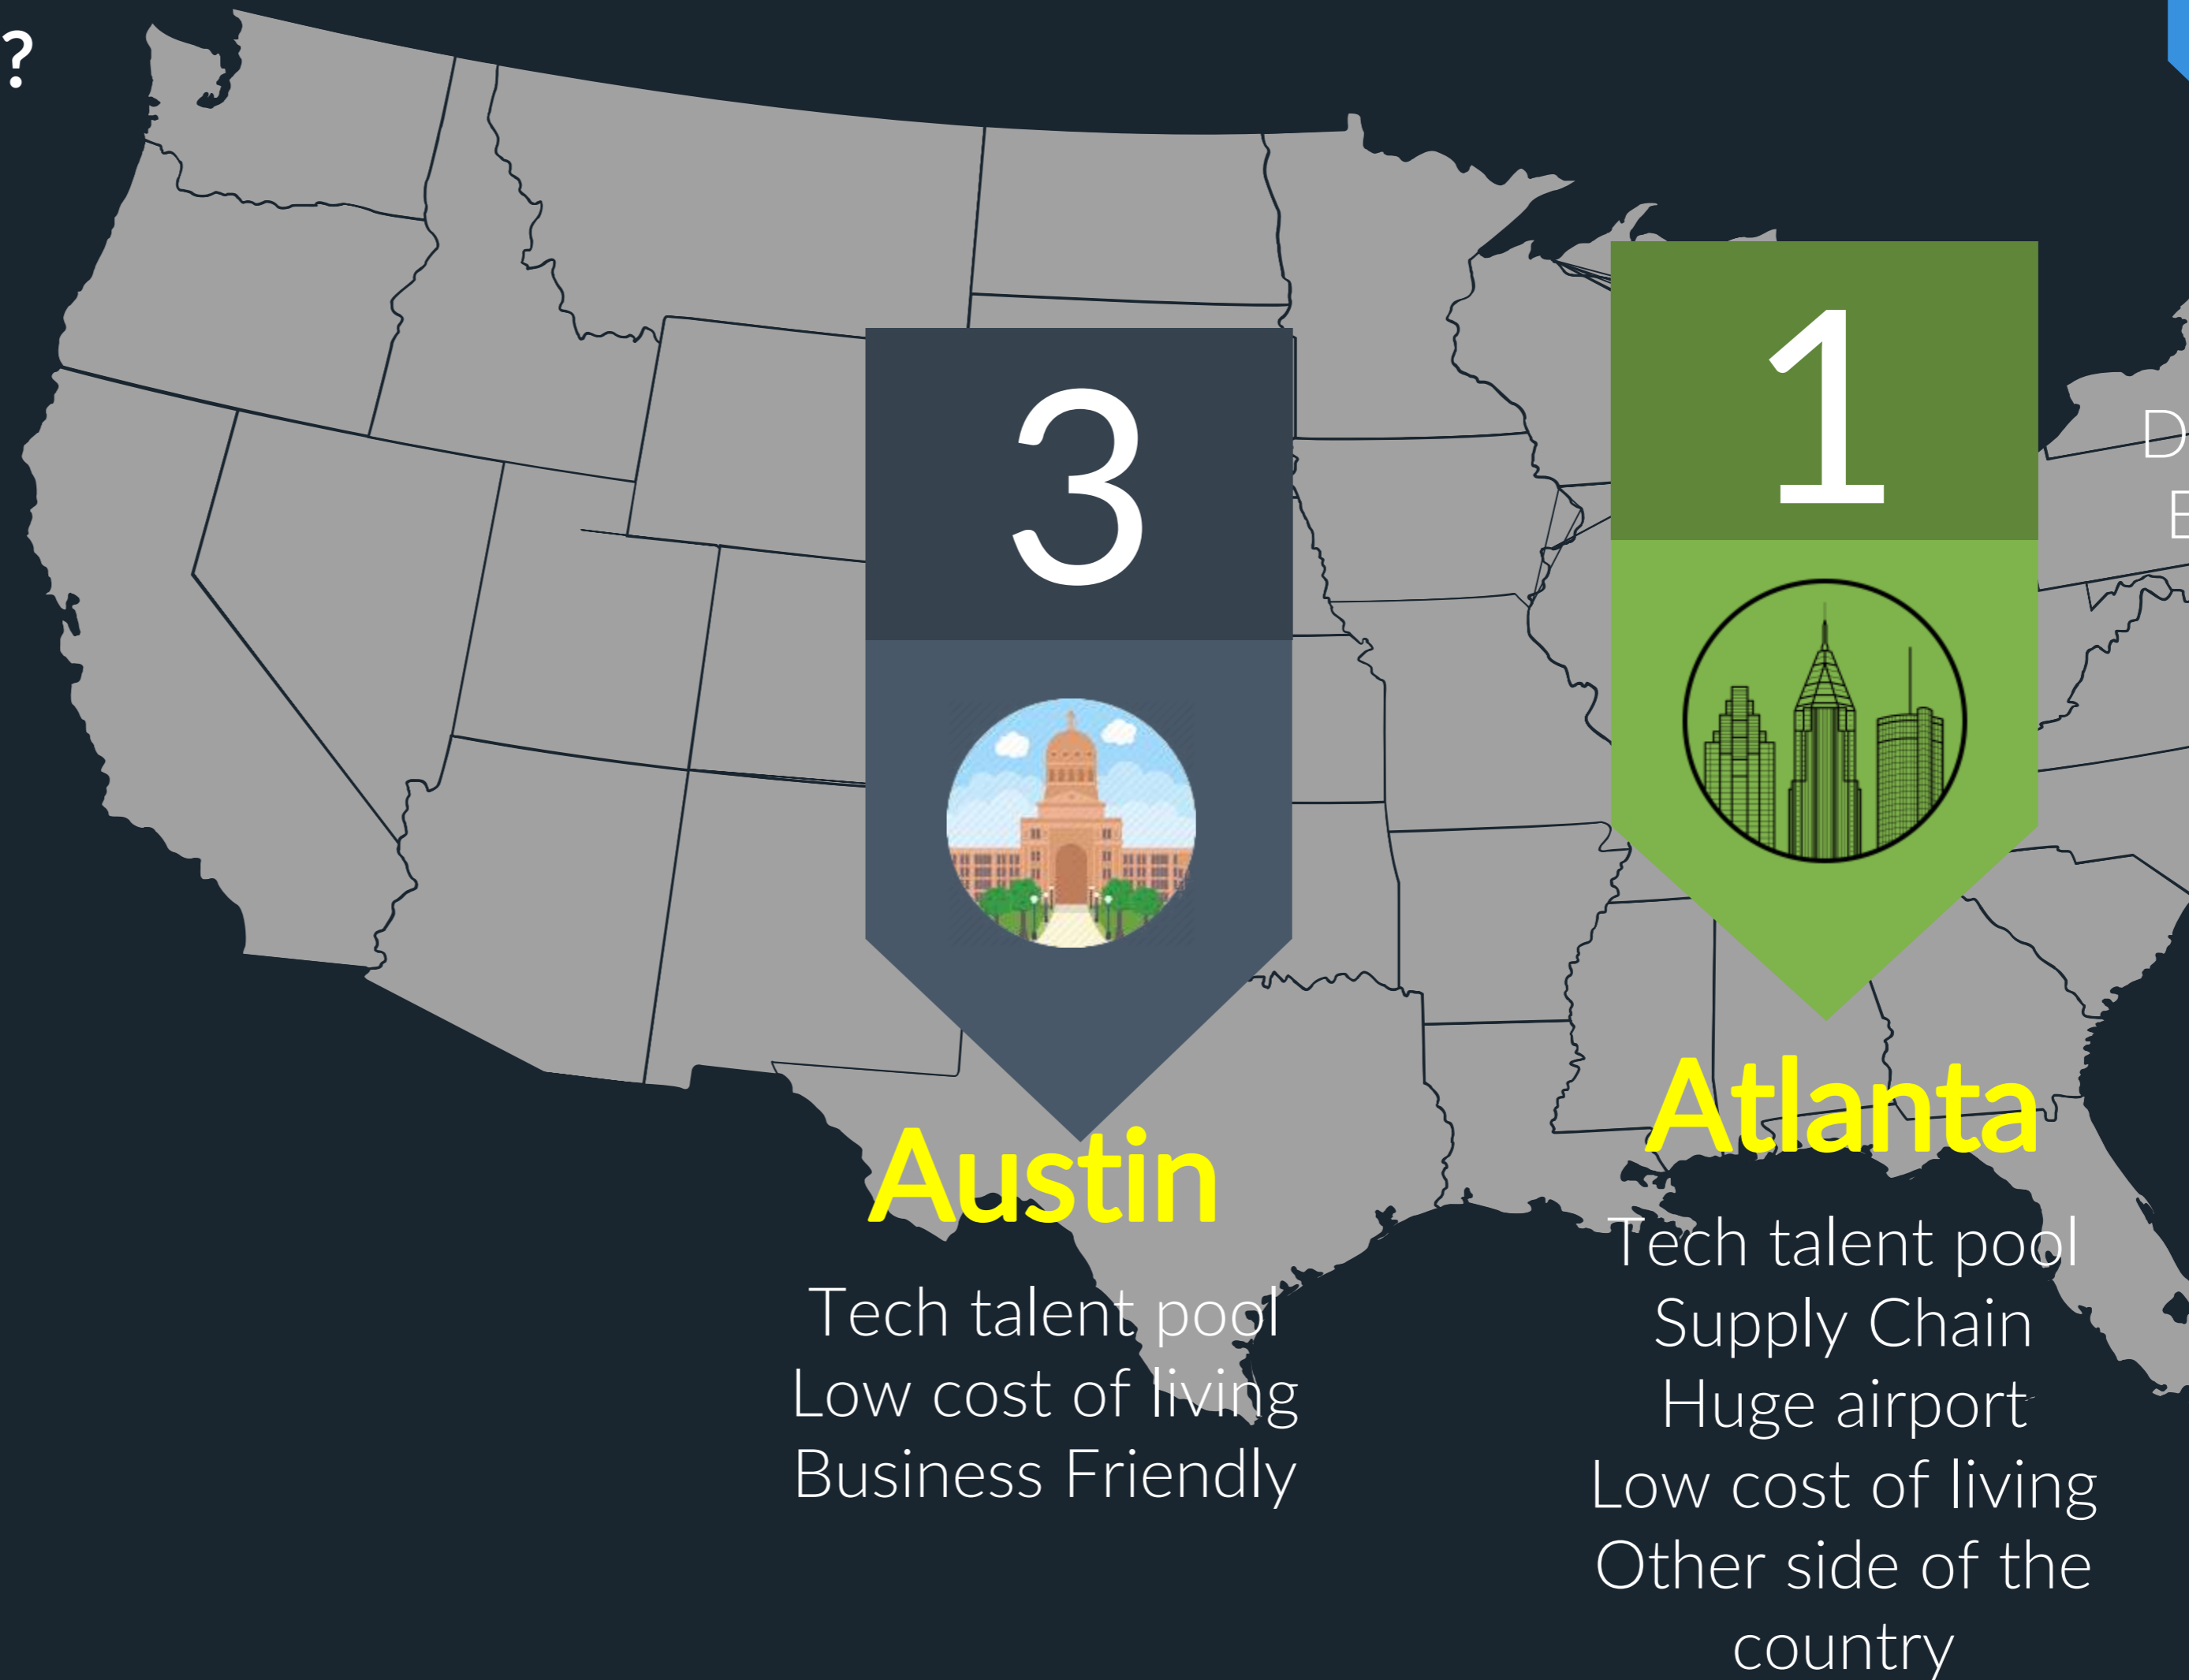 ?
3
1
Austin
Tech talent pool
Low cost of living
Business Friendly
Atlanta
Tech talent pool
Supply Chain
Huge airport
Low cost of living
Other side of the
country